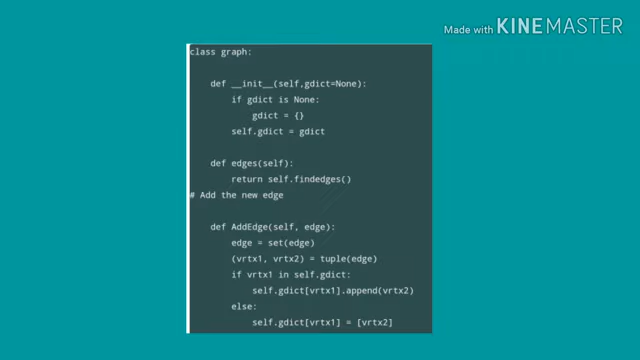 Made with KINEMASTER
class graph:
def __init__(self,gdict=None):
if gdict is None:
gdict = {}
self.gdict = gdict
def edges(self):
return self.findedges()
# Add the new edge
def AddEdge(self, edge):
edge = set(edge)
(vrtx1, vrtx2) = tuple(edge)
if vrtx1 in self.gdict:
self.gdict[vrtx1].append(vrtx2)
else:
self.gdict[vrtx1] = [vrtx2]